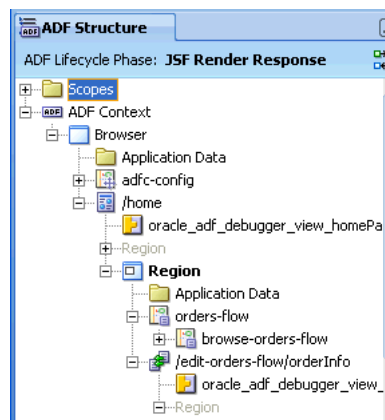 ADF Structure
ADF Lifecycle Phase: JSF Render Response
Scopes
ADF Context
Browser
Application Data
adfc-config
/home
oracle_adf_debugger_view_homePa
Region
Region
Application Data
orders-flow
browse-orders-flow
/edit-orders-flow/orderInfo
oracle_adf_debugger_view_
Region